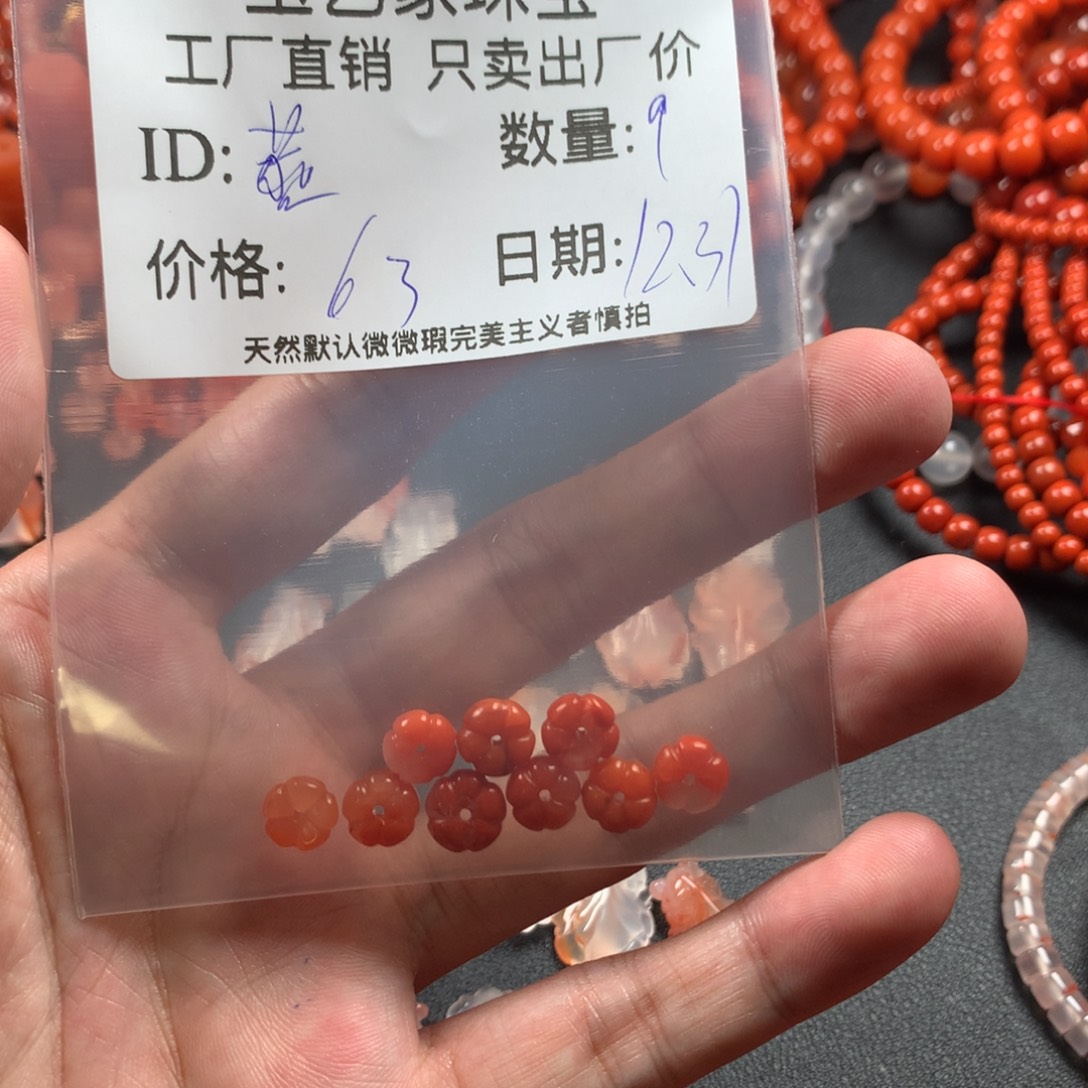 工厂直销 只卖出厂价
ID: 蓝 数量: 9
价格: 63 日期: 12.31
天然默认微微瑕完美主义者慎拍